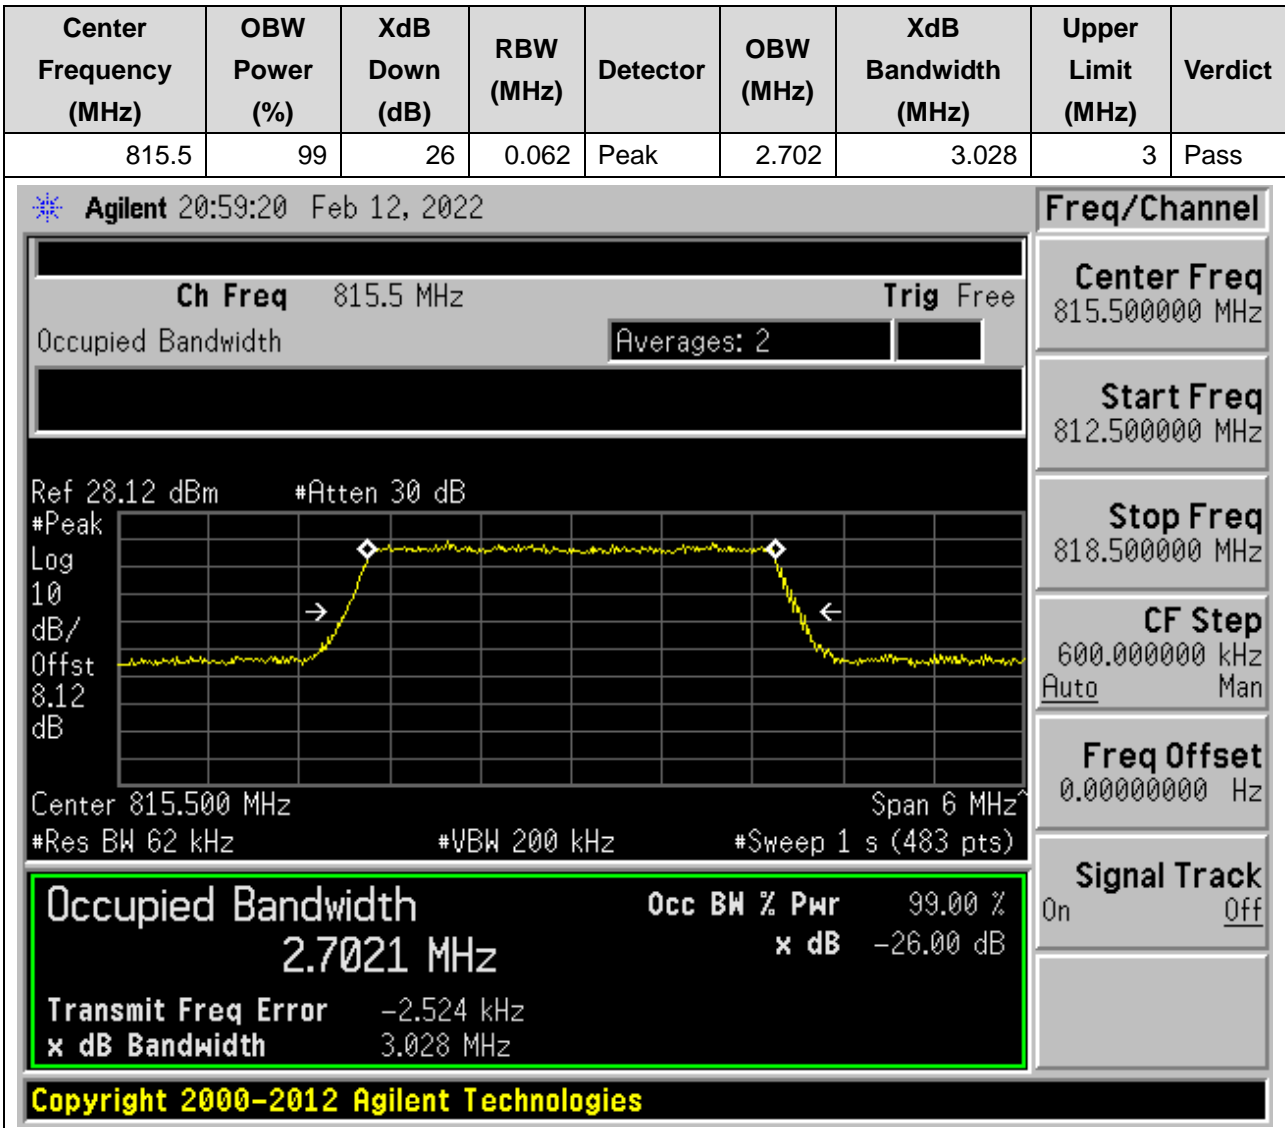 Center Frequency (MHz) OBW Power (%) XdB Down (dB) RBW (MHz) Detector OBW (MHz) XdB Bandwidth (MHz) Upper Limit (MHz) Verdict
815.5 99 26 0.062 Peak 2.702 3.028 3 Pass
Agilent 20:59:20 Feb 12, 2022
Ch Freq 815.5 MHz Trig Free
Occupied Bandwidth Averages: 2
Ref 28.12 dBm #Atten 30 dB
#Peak
Log
10
dB/
Offst
8.12
dB
Center 815.500 MHz Span 6 MHz^
#Res BW 62 kHz #VBW 200 kHz #Sweep 1 s (483 pts)
Occupied Bandwidth Occ BW % Pwr 99.00 %
2.7021 MHz x dB -26.00 dB
Transmit Freq Error -2.524 kHz
x dB Bandwidth 3.028 MHz
Copyright 2000-2012 Agilent Technologies
Freq/Channel
Center Freq
815.500000 MHz
Start Freq
812.500000 MHz
Stop Freq
818.500000 MHz
CF Step
600.000000 kHz
Auto Man
Freq Offset
0.00000000 Hz
Signal Track
On Off